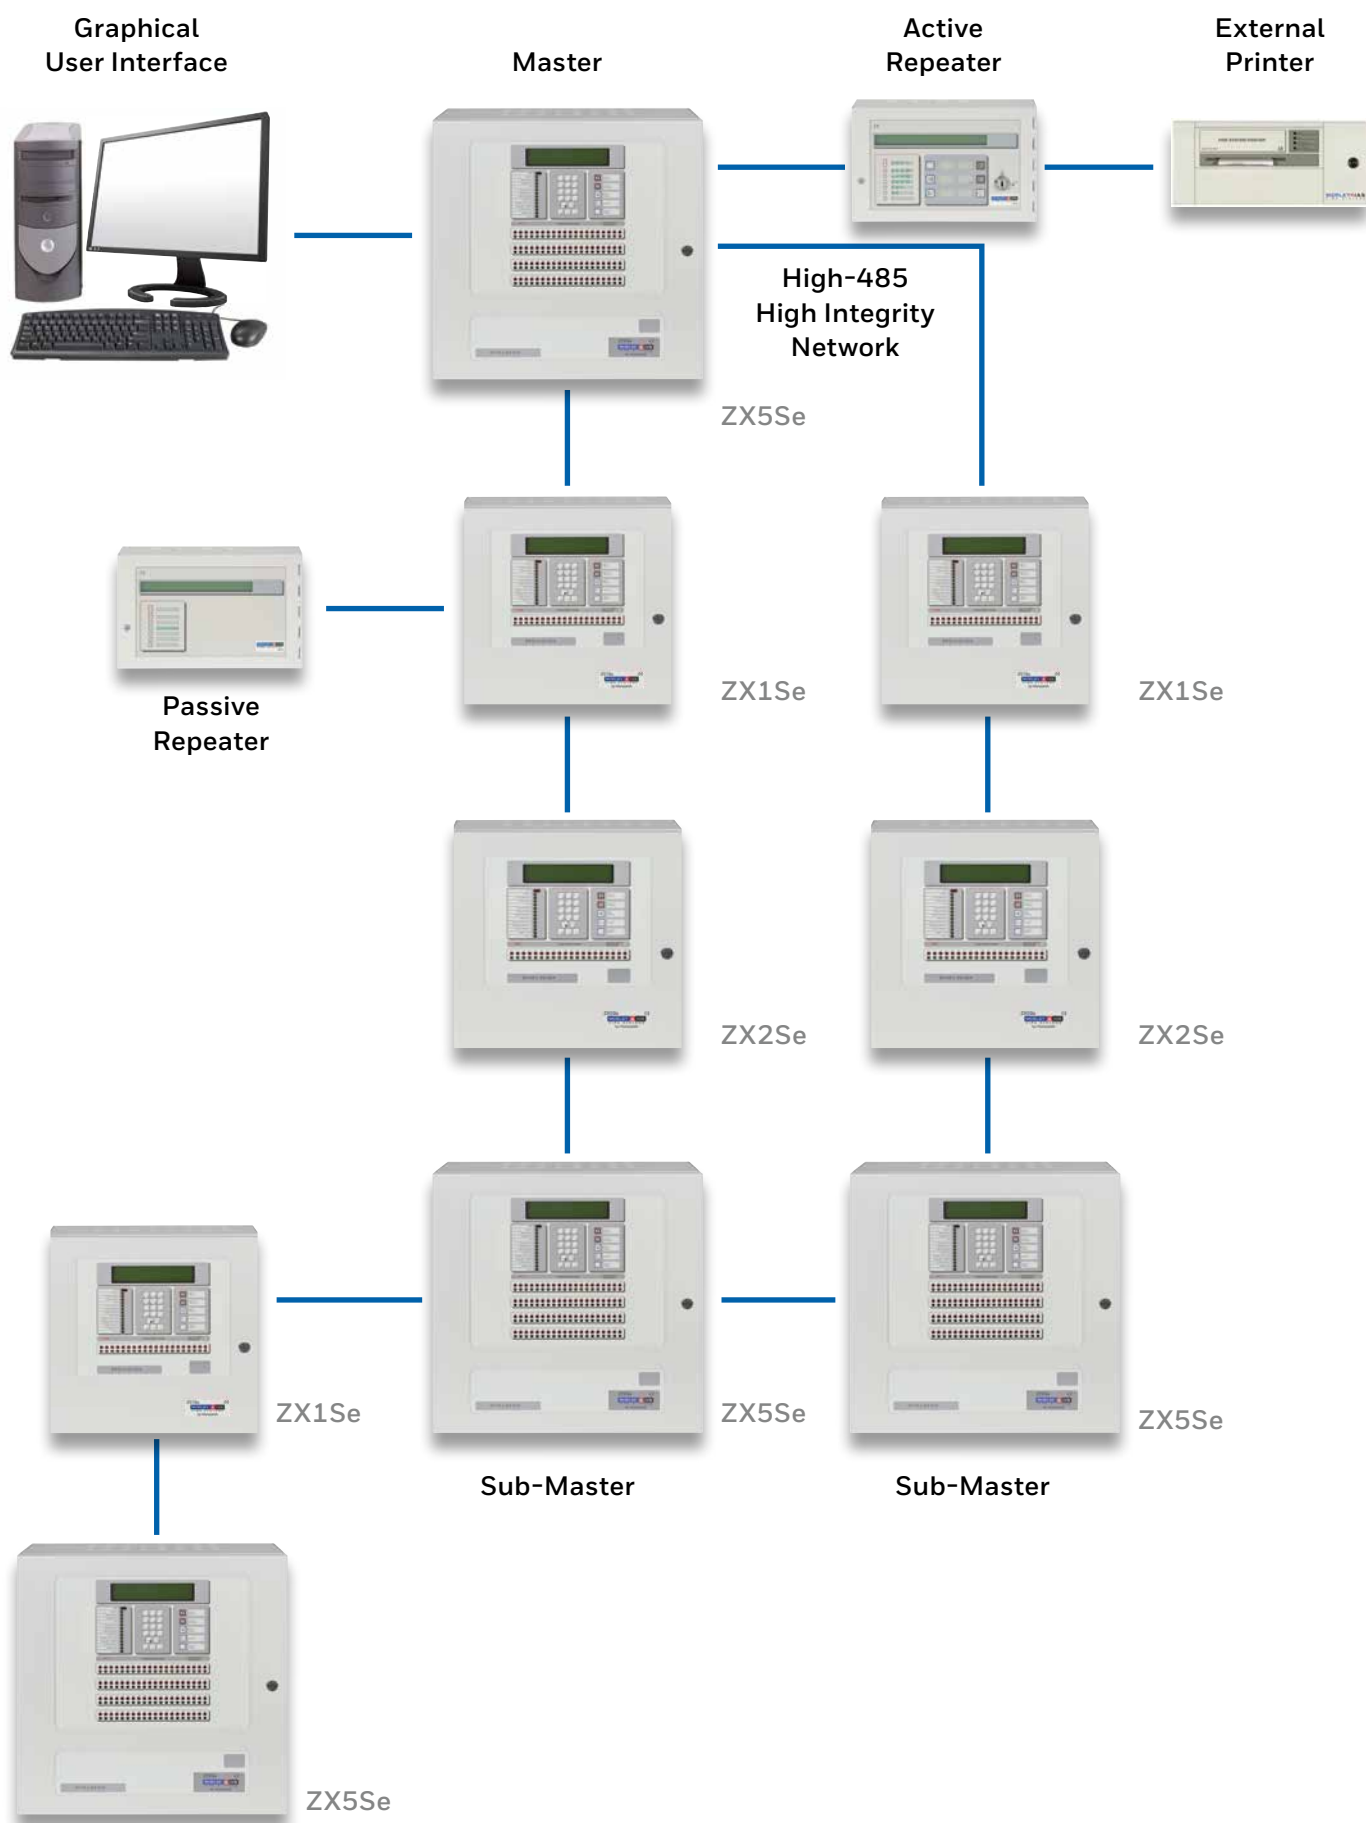 Graphical
User Interface
Master
Active
Repeater
External
Printer
High-485
High Integrity
Network
ZX5Se
Passive
Repeater
ZX1Se
ZX1Se
ZX2Se
ZX2Se
ZX1Se
ZX5Se
ZX5Se
Sub-Master
Sub-Master
ZX5Se